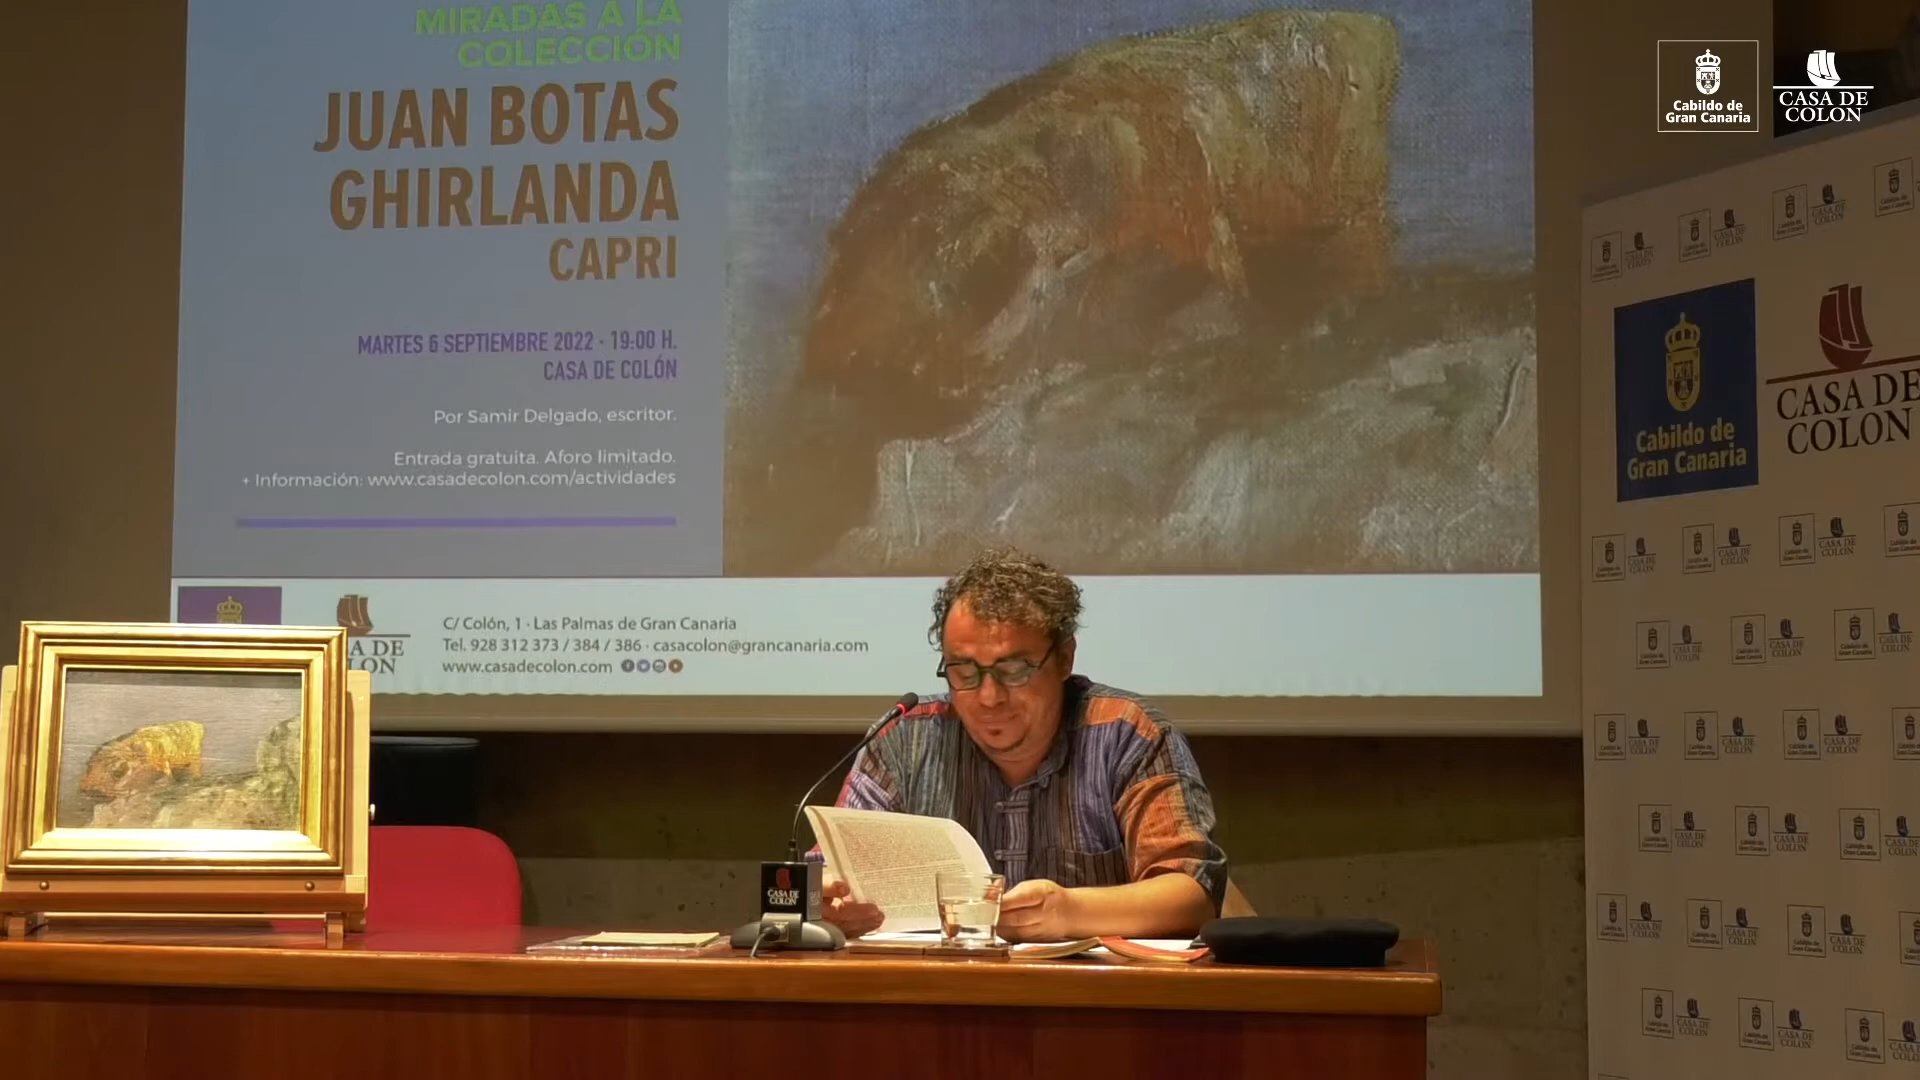 MIRADAS A LA
COLECCIÓN
JUAN BOTAS
GHIRLANDA
CAPRI
MARTES 6 SEPTIEMBRE 2022 · 19:00 H.
CASA DE COLÓN
Por Samir Delgado, escritor.
Entrada gratuita. Aforo limitado.
+ Información: www.casadecolon.com/actividades
C/ Colón, 1 · Las Palmas de Gran Canaria
Tel. 928 312 373 / 384 / 386 · casacolon@grancanaria.com
www.casadecolon.com
A DE
LON
Cabildo de
Gran Canaria
CASA DE
COLON
Cabildo de
Gran Canaria
CASA DE
COLON
CASA DE
COLON